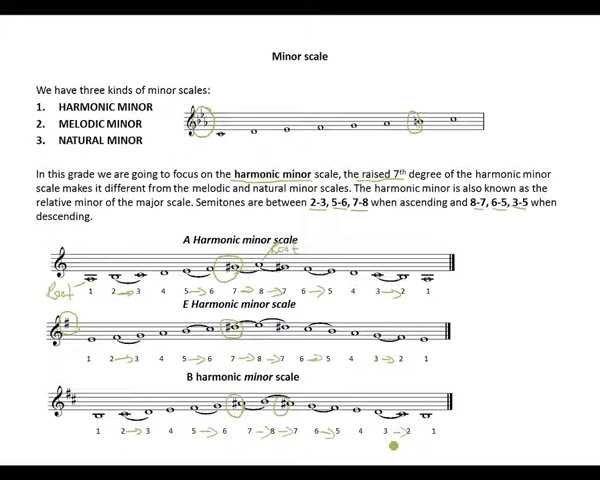 Minor scale
We have three kinds of minor scales:
1. HARMONIC MINOR
2. MELODIC MINOR
3. NATURAL MINOR
In this grade we are going to focus on the harmonic minor scale, the raised 7th degree of the harmonic minor
scale makes it different from the melodic and natural minor scales. The harmonic minor is also known as the
relative minor of the major scale. Semitones are between 2-3, 5-6, 7-8 when ascending and 8-7, 6-5, 3-5 when
descending.
A Harmonic minor scale
Root
Root 1 2 3 4 5 6 7 8 7 6 5 4 3 2 1
E Harmonic minor scale
1 2 3 4 5 6 7 8 7 6 5 4 3 2 1
B harmonic minor scale
1 2 3 4 5 6 7 8 7 6 5 4 3 2 1